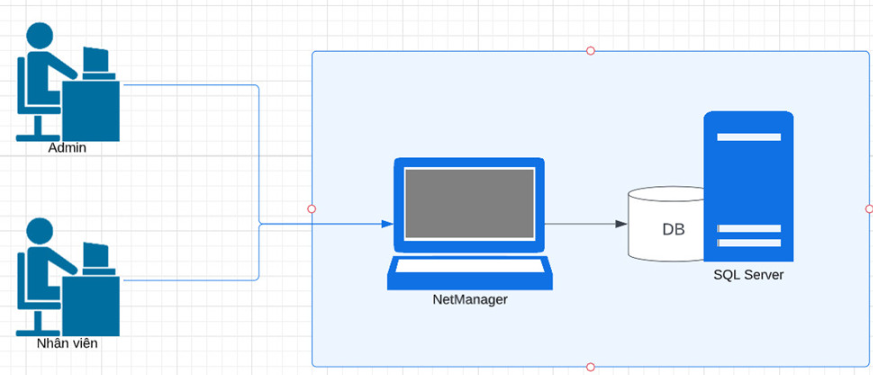 Admin
DB
SQL Server
NetManager
Nhân viên